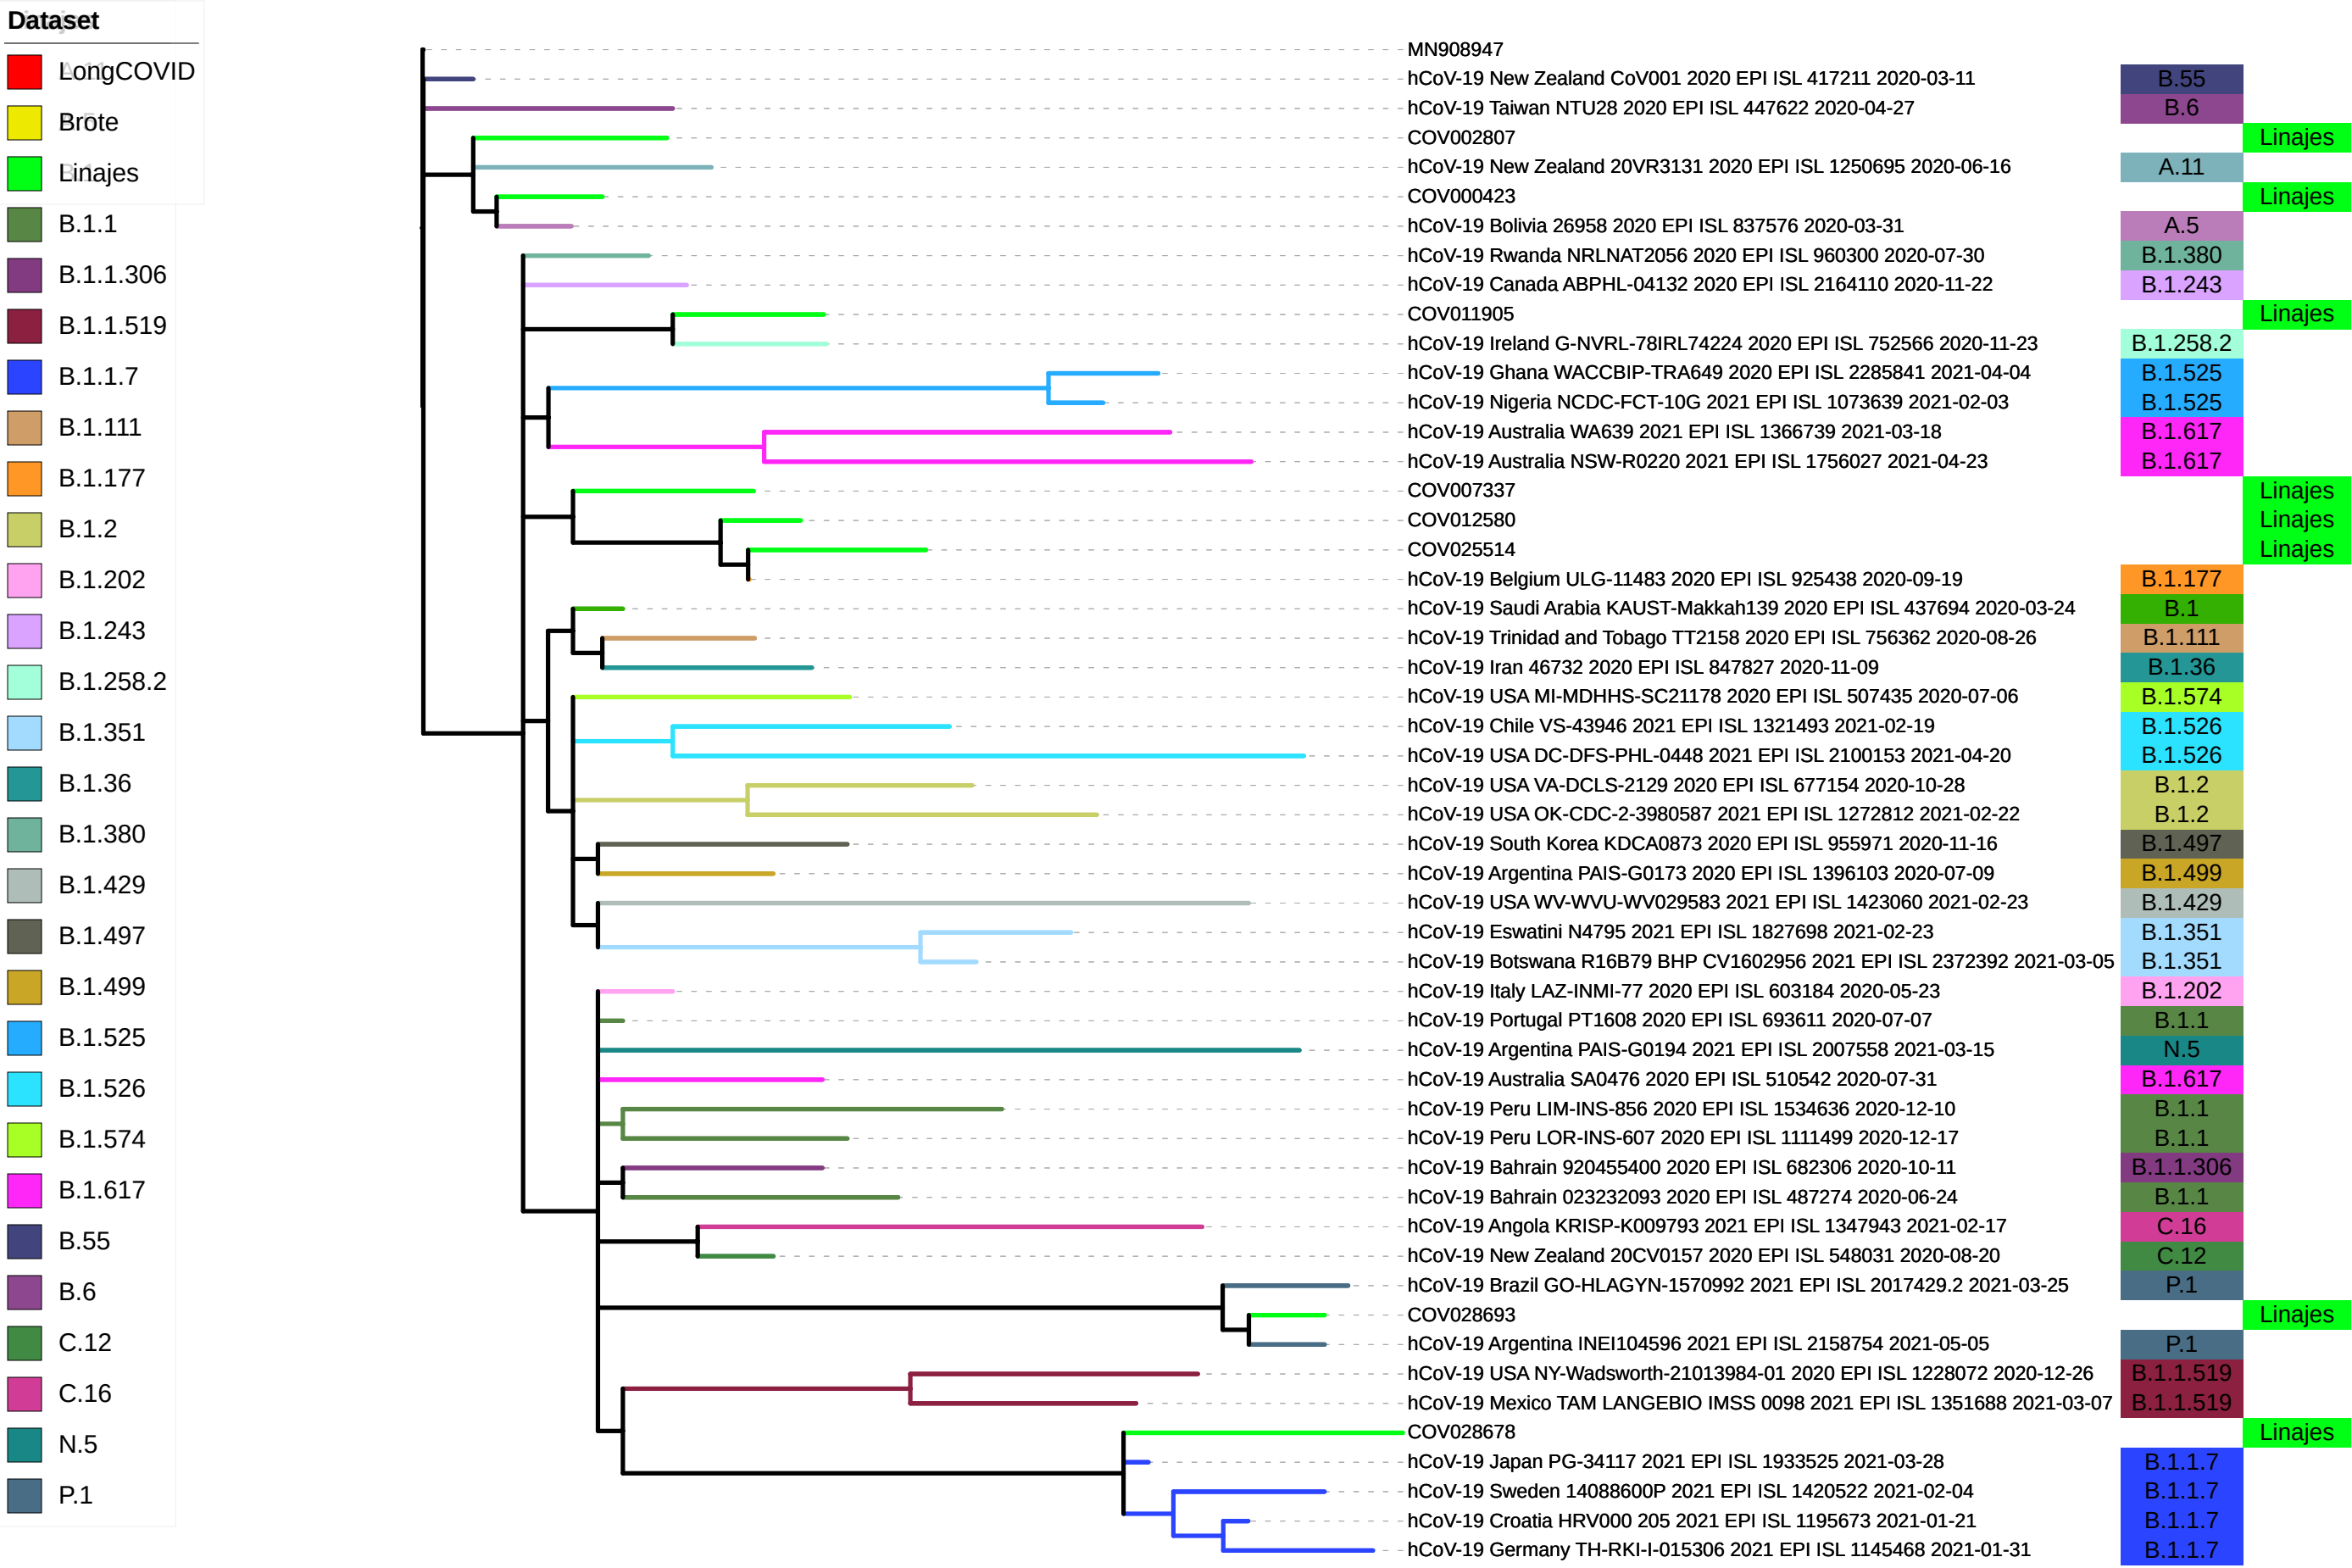 Dataset
LongCOVID
Brote
Linajes
B.1.1
B.1.1.306
B.1.1.519
B.1.1.7
B.1.111
B.1.177
B.1.2
B.1.202
B.1.243
B.1.258.2
B.1.351
B.1.36
B.1.380
B.1.429
B.1.497
B.1.499
B.1.525
B.1.526
B.1.574
B.1.617
B.55
B.6
C.12
C.16
N.5
P.1
MN908947
hCoV-19 New Zealand CoV001 2020 EPI ISL 417211 2020-03-11 B.55
hCoV-19 Taiwan NTU28 2020 EPI ISL 447622 2020-04-27 B.6
COV002807 Linajes
hCoV-19 New Zealand 20VR3131 2020 EPI ISL 1250695 2020-06-16 A.11
COV000423 Linajes
hCoV-19 Bolivia 26958 2020 EPI ISL 837576 2020-03-31 A.5
hCoV-19 Rwanda NRLNAT2056 2020 EPI ISL 960300 2020-07-30 B.1.380
hCoV-19 Canada ABPHL-04132 2020 EPI ISL 2164110 2020-11-22 B.1.243
COV011905 Linajes
hCoV-19 Ireland G-NVRL-78IRL74224 2020 EPI ISL 752566 2020-11-23 B.1.258.2
hCoV-19 Ghana WACCBIP-TRA649 2020 EPI ISL 2285841 2021-04-04 B.1.525
hCoV-19 Nigeria NCDC-FCT-10G 2021 EPI ISL 1073639 2021-02-03 B.1.525
hCoV-19 Australia WA639 2021 EPI ISL 1366739 2021-03-18 B.1.617
hCoV-19 Australia NSW-R0220 2021 EPI ISL 1756027 2021-04-23 B.1.617
COV007337 Linajes
COV012580 Linajes
COV025514 Linajes
hCoV-19 Belgium ULG-11483 2020 EPI ISL 925438 2020-09-19 B.1.177
hCoV-19 Saudi Arabia KAUST-Makkah139 2020 EPI ISL 437694 2020-03-24 B.1
hCoV-19 Trinidad and Tobago TT2158 2020 EPI ISL 756362 2020-08-26 B.1.111
hCoV-19 Iran 46732 2020 EPI ISL 847827 2020-11-09 B.1.36
hCoV-19 USA MI-MDHHS-SC21178 2020 EPI ISL 507435 2020-07-06 B.1.574
hCoV-19 Chile VS-43946 2021 EPI ISL 1321493 2021-02-19 B.1.526
hCoV-19 USA DC-DFS-PHL-0448 2021 EPI ISL 2100153 2021-04-20 B.1.526
hCoV-19 USA VA-DCLS-2129 2020 EPI ISL 677154 2020-10-28 B.1.2
hCoV-19 USA OK-CDC-2-3980587 2021 EPI ISL 1272812 2021-02-22 B.1.2
hCoV-19 South Korea KDCA0873 2020 EPI ISL 955971 2020-11-16 B.1.497
hCoV-19 Argentina PAIS-G0173 2020 EPI ISL 1396103 2020-07-09 B.1.499
hCoV-19 USA WV-WVU-WV029583 2021 EPI ISL 1423060 2021-02-23 B.1.429
hCoV-19 Eswatini N4795 2021 EPI ISL 1827698 2021-02-23 B.1.351
hCoV-19 Botswana R16B79 BHP CV1602956 2021 EPI ISL 2372392 2021-03-05 B.1.351
hCoV-19 Italy LAZ-INMI-77 2020 EPI ISL 603184 2020-05-23 B.1.202
hCoV-19 Portugal PT1608 2020 EPI ISL 693611 2020-07-07 B.1.1
hCoV-19 Argentina PAIS-G0194 2021 EPI ISL 2007558 2021-03-15 N.5
hCoV-19 Australia SA0476 2020 EPI ISL 510542 2020-07-31 B.1.617
hCoV-19 Peru LIM-INS-856 2020 EPI ISL 1534636 2020-12-10 B.1.1
hCoV-19 Peru LOR-INS-607 2020 EPI ISL 1111499 2020-12-17 B.1.1
hCoV-19 Bahrain 920455400 2020 EPI ISL 682306 2020-10-11 B.1.1.306
hCoV-19 Bahrain 023232093 2020 EPI ISL 487274 2020-06-24 B.1.1
hCoV-19 Angola KRISP-K009793 2021 EPI ISL 1347943 2021-02-17 C.16
hCoV-19 New Zealand 20CV0157 2020 EPI ISL 548031 2020-08-20 C.12
hCoV-19 Brazil GO-HLAGYN-1570992 2021 EPI ISL 2017429.2 2021-03-25 P.1
COV028693 Linajes
hCoV-19 Argentina INEI104596 2021 EPI ISL 2158754 2021-05-05 P.1
hCoV-19 USA NY-Wadsworth-21013984-01 2020 EPI ISL 1228072 2020-12-26 B.1.1.519
hCoV-19 Mexico TAM LANGEBIO IMSS 0098 2021 EPI ISL 1351688 2021-03-07 B.1.1.519
COV028678 Linajes
hCoV-19 Japan PG-34117 2021 EPI ISL 1933525 2021-03-28 B.1.1.7
hCoV-19 Sweden 14088600P 2021 EPI ISL 1420522 2021-02-04 B.1.1.7
hCoV-19 Croatia HRV000 205 2021 EPI ISL 1195673 2021-01-21 B.1.1.7
hCoV-19 Germany TH-RKI-I-015306 2021 EPI ISL 1145468 2021-01-31 B.1.1.7